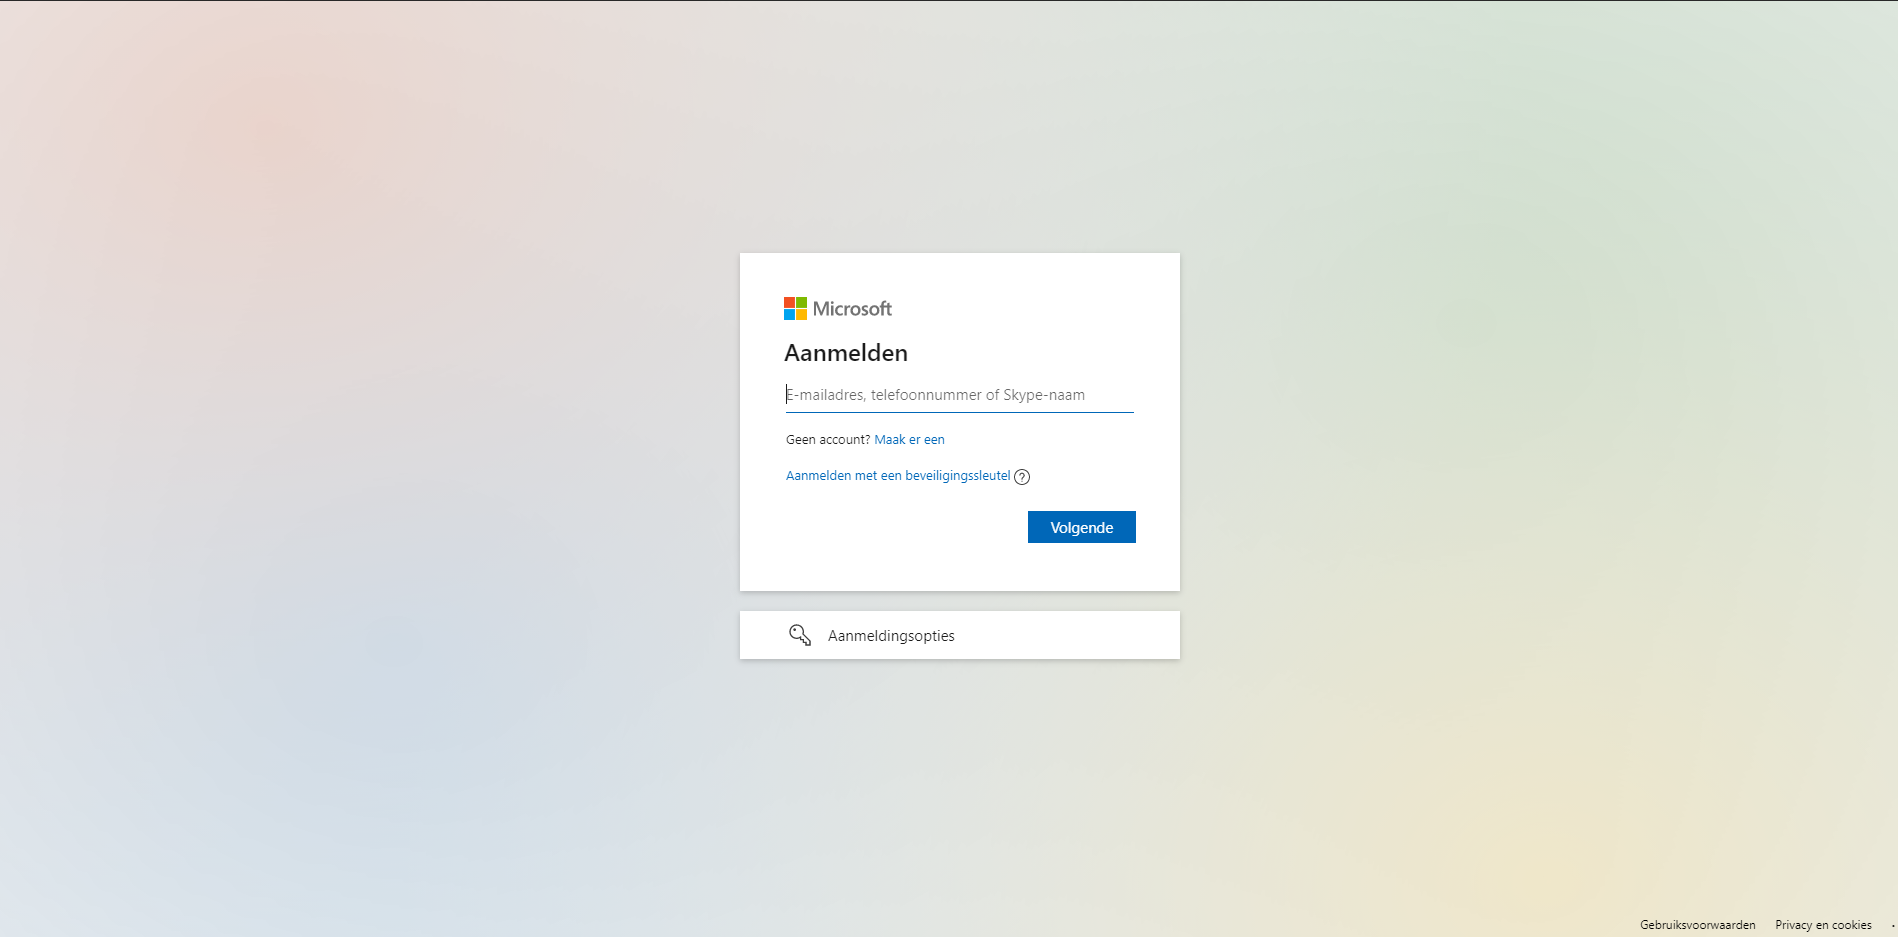 Microsoft
Aanmelden
E-mailadres, telefoonnummer of Skype-naam
Geen account? Maak er een
Aanmelden met een beveiligingssleutel
Volgende
Aanmeldingsopties
Gebruiksvoorwaarden Privacy en cookies